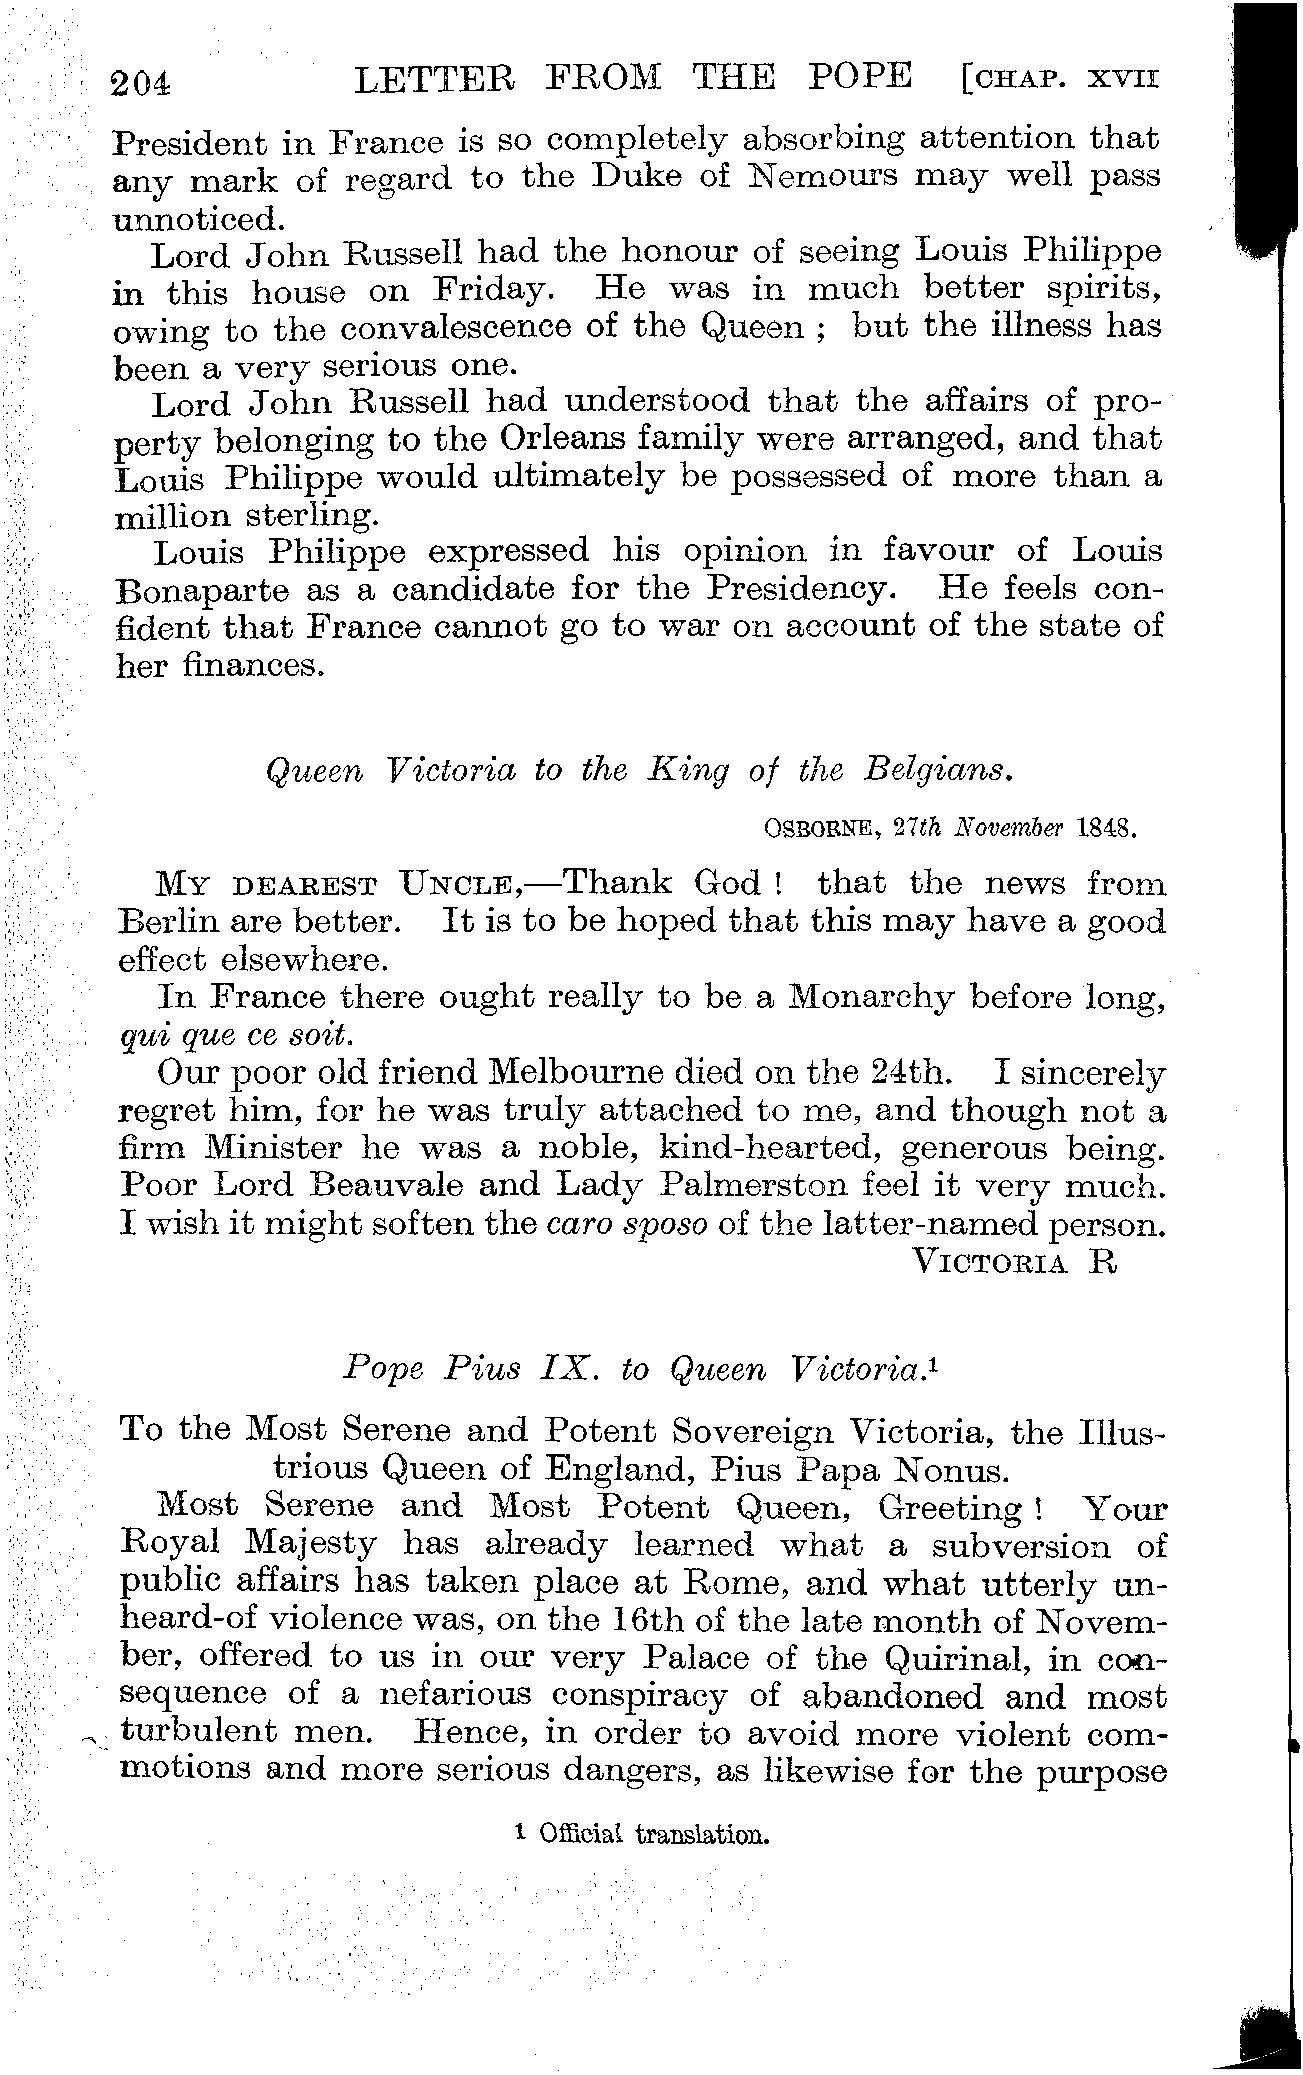 204 LETTER FROM THE POPE [CHAP. XVII
President in France is so completely absorbing attention that
any mark of regard to the Duke of Nemours may well pass
unnoticed.
Lord John Russell had the honour of seeing Louis Philippe
in this house on Friday. He was in much better spirits,
owing to the convalescence of the Queen ; but the illness has
been a very serious one.
Lord John Russell had understood that the affairs of pro-
perty belonging to the Orleans family were arranged, and that
Louis Philippe would ultimately be possessed of more than a
million sterling.
Louis Philippe expressed his opinion in favour of Louis
Bonaparte as a candidate for the Presidency. He feels con-
fident that France cannot go to war on account of the state of
her finances.
Queen Victoria to the King of the Belgians.
OSBORNE, 27th November 1848.
MY DEAREST UNCLE,—Thank God ! that the news from
Berlin are better. It is to be hoped that this may have a good
effect elsewhere.
In France there ought really to be a Monarchy before long,
qui que ce soit.
Our poor old friend Melbourne died on the 24th. I sincerely
regret him, for he was truly attached to me, and though not a
firm Minister he was a noble, kind-hearted, generous being.
Poor Lord Beauvale and Lady Palmerston feel it very much.
I wish it might soften the caro sposo of the latter-named person.
VICTORIA R
Pope Pius IX. to Queen Victoria.¹
To the Most Serene and Potent Sovereign Victoria, the Illus-
trious Queen of England, Pius Papa Nonus.
Most Serene and Most Potent Queen, Greeting ! Your
Royal Majesty has already learned what a subversion of
public affairs has taken place at Rome, and what utterly un-
heard-of violence was, on the 16th of the late month of Novem-
ber, offered to us in our very Palace of the Quirinal, in con-
sequence of a nefarious conspiracy of abandoned and most
turbulent men. Hence, in order to avoid more violent com-
motions and more serious dangers, as likewise for the purpose
1 Official translation.